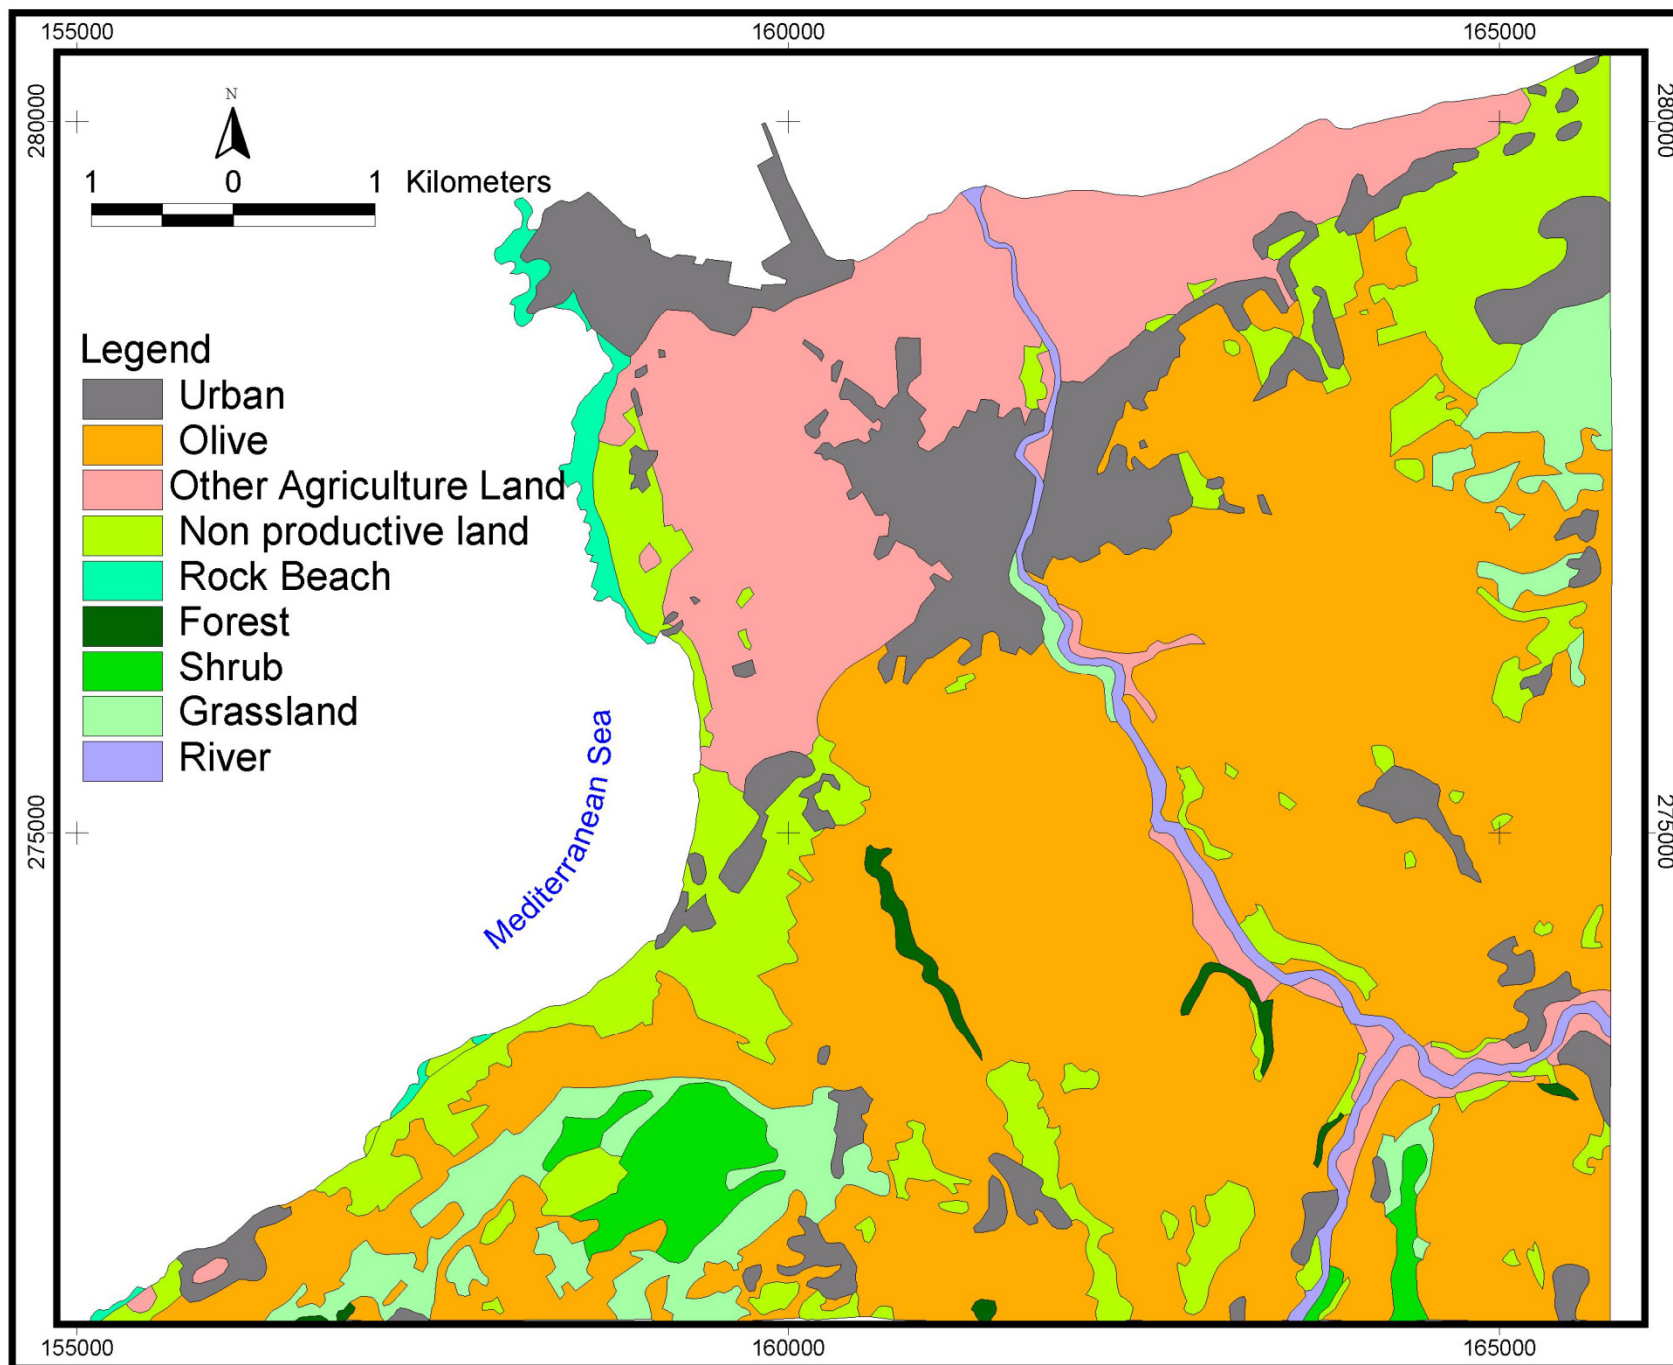 155000 160000 165000
280000 280000
N
1 0 1 Kilometers
Legend
Urban
Olive
Other Agriculture Land
Non productive land
Rock Beach
Forest
Shrub
Grassland
River
Mediterranean Sea
275000 275000
155000 160000 165000